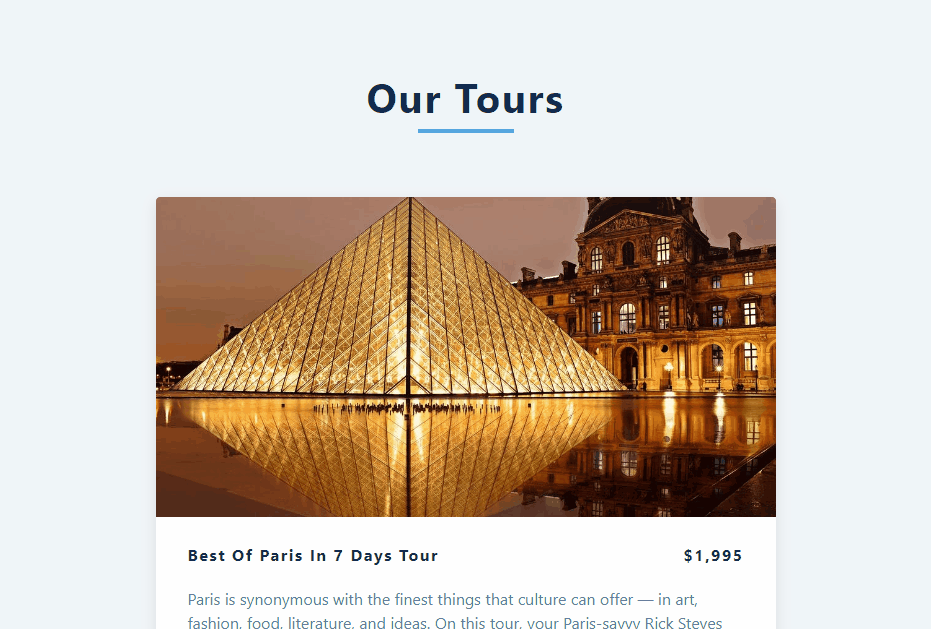 Our Tours
Best Of Paris In 7 Days Tour
$1,995
Paris is synonymous with the finest things that culture can offer — in art,
fashion, food, literature, and ideas. On this tour, your Paris-savvy Rick Steves